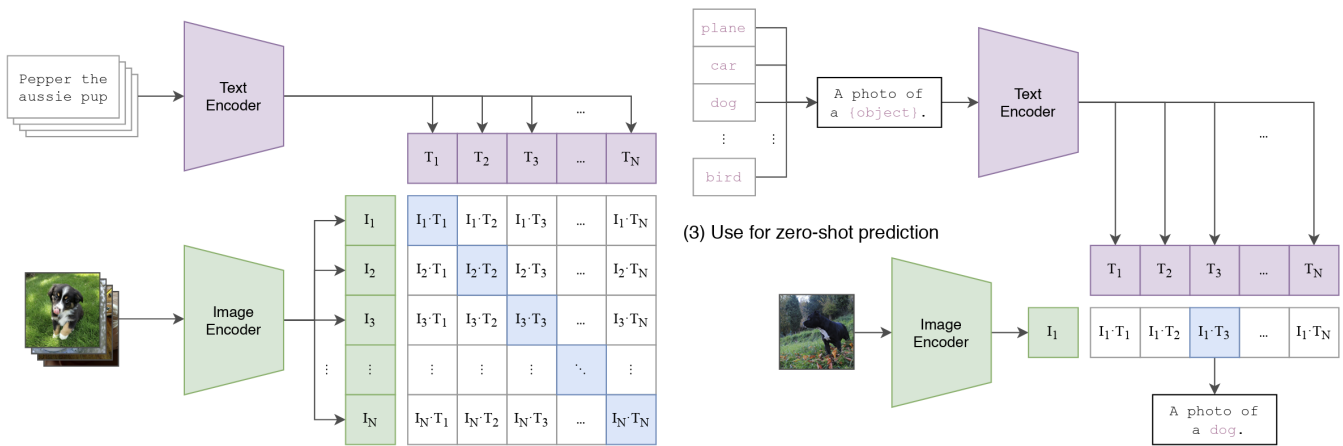 Pepper the
aussie pup
Text
Encoder
...
T1 T2 T3 ... TN
I1 I1·T1 I1·T2 I1·T3 ... I1·TN
I2 I2·T1 I2·T2 I2·T3 ... I2·TN
I3 I3·T1 I3·T2 I3·T3 ... I3·TN
Image
Encoder
⋮ ⋮ ⋮ ⋮ ⋮ ⋱ ⋮
IN IN·T1 IN·T2 IN·T3 ... IN·TN
plane
car
dog
⋮ ⋮
bird
A photo of
a {object}.
Text
Encoder
...
(3) Use for zero-shot prediction
T1 T2 T3 ... TN
Image
Encoder
I1 I1·T1 I1·T2 I1·T3 ... I1·TN
A photo of
a dog.